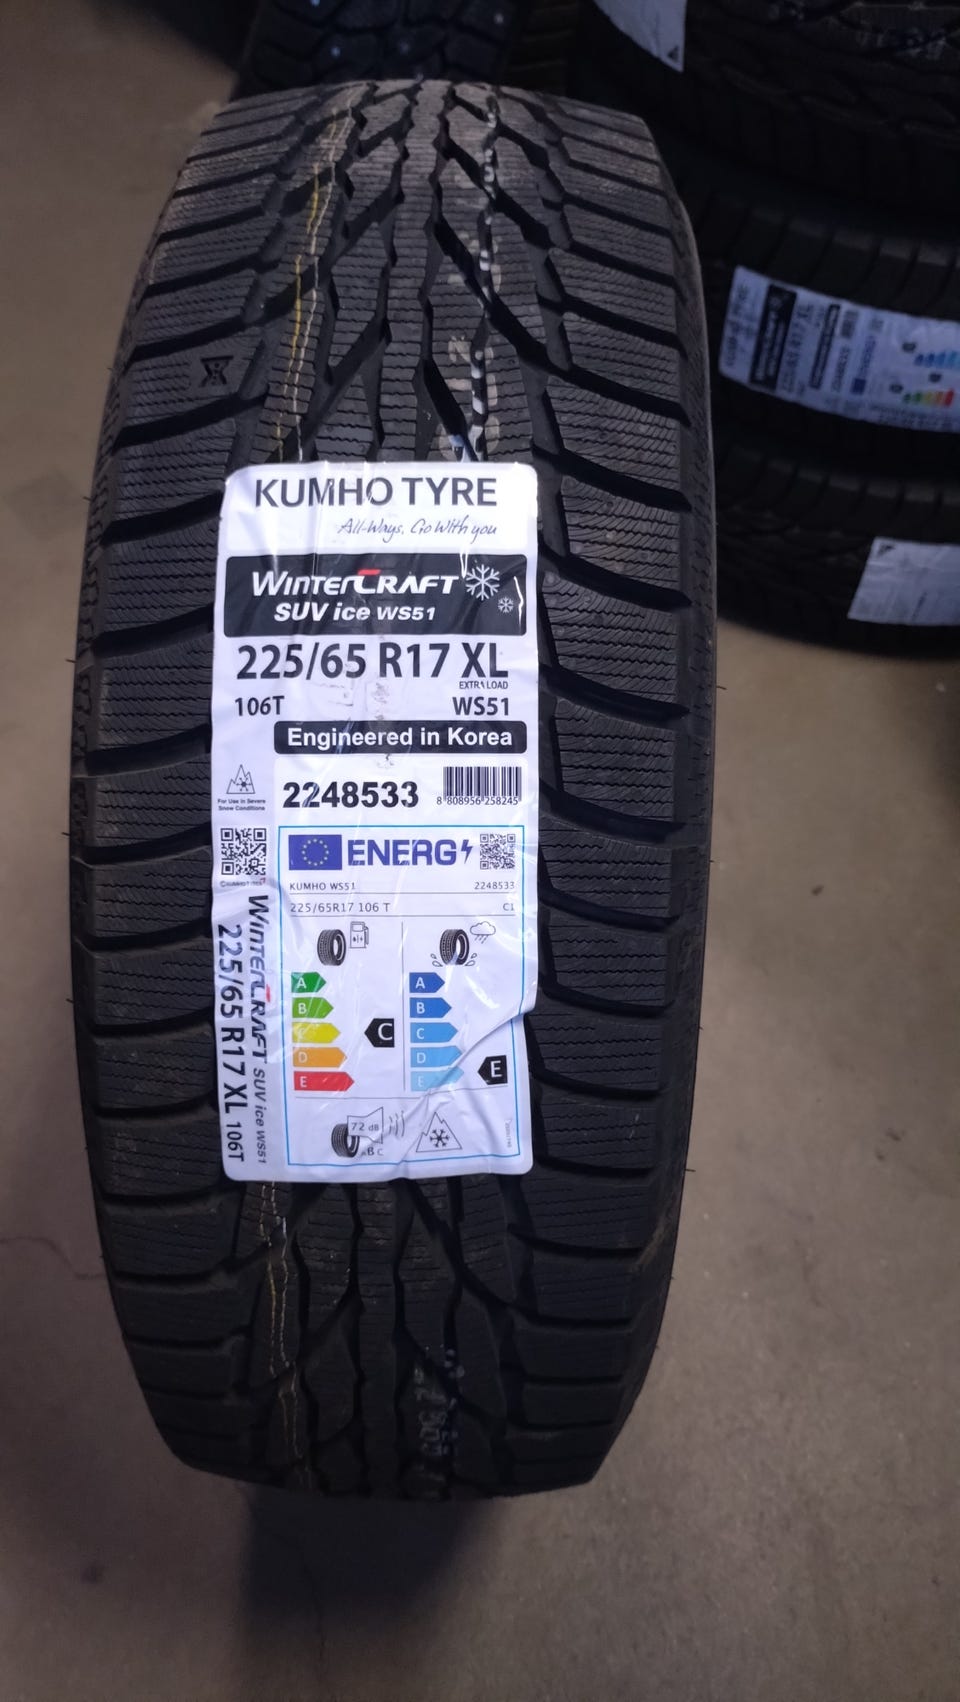 KUMHO TYRE
All-Ways, Go With you
WINTERCRAFT
SUV ice WS51
225/65 R17 XL
EXTRA LOAD
106T WS51
Engineered in Korea
For Use in Severe
Snow Conditions
2248533
8 808956 258245
ENERG
KUMHO WS51 2248533
225/65R17 106 T C1
A A
B B
C C
D D
E E
C
E
72 dB
ABC
WINTERCRAFT SUV ice WS51
225/65 R17 XL 106T